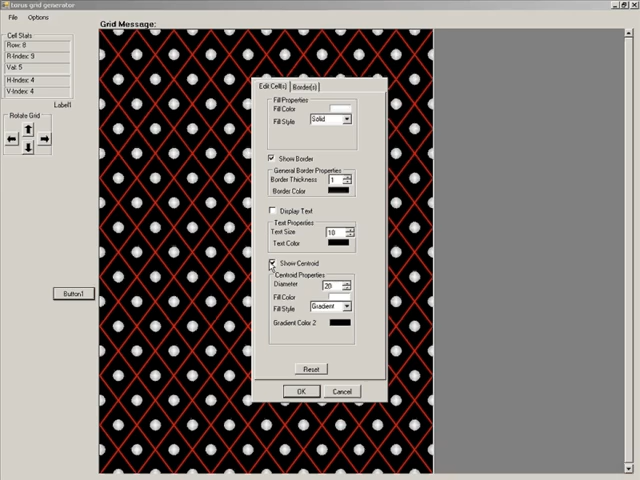 torus grid generator
File Options
Grid Message:
Cell Stats
Row: 8
R-Index: 9
Val: 5
H-Index: 4
V-Index: 4
Label1
Rotate Grid
Button1
Edit Cell(s) Border(s)
Fill Properties
Fill Color
Fill Style Solid
Show Border
General Border Properties
Border Thickness 1
Border Color
Display Text
Text Properties
Text Size 10
Text Color
Show Centroid
Centroid Properties
Diameter 20
Fill Color
Fill Style Gradient
Gradient Color 2
Reset
OK Cancel